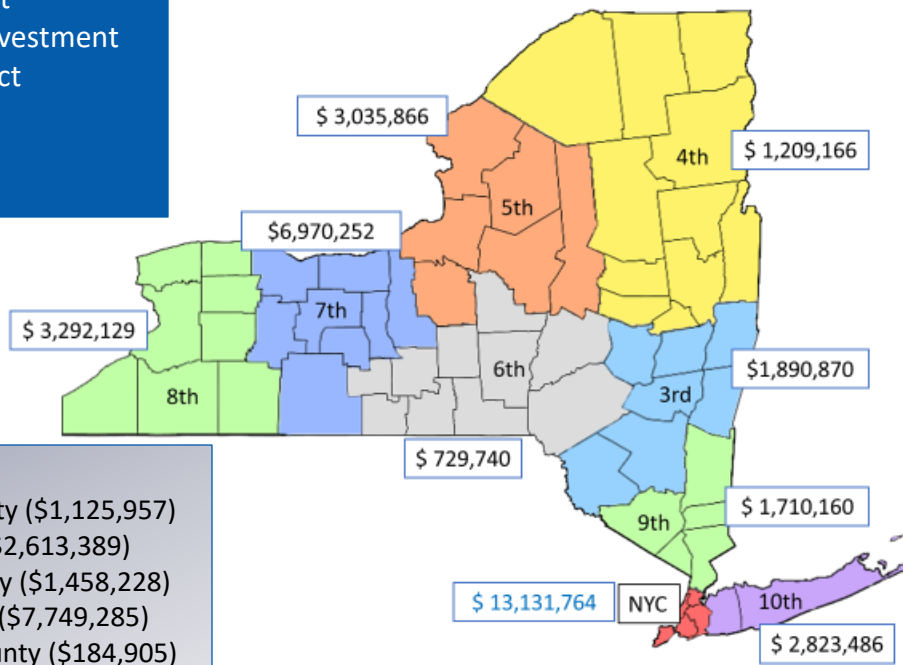 vestment
$ 3,035,866
4th
$ 1,209,166
5th
$6,970,252
7th
$ 3,292,129
6th
$1,890,870
3rd
8th
$ 729,740
ty ($1,125,957)
$ 1,710,160
9th
$2,613,389)
y ($1,458,228)
$ 13,131,764
NYC
10th
($7,749,285)
$ 2,823,486
unty ($184,905)